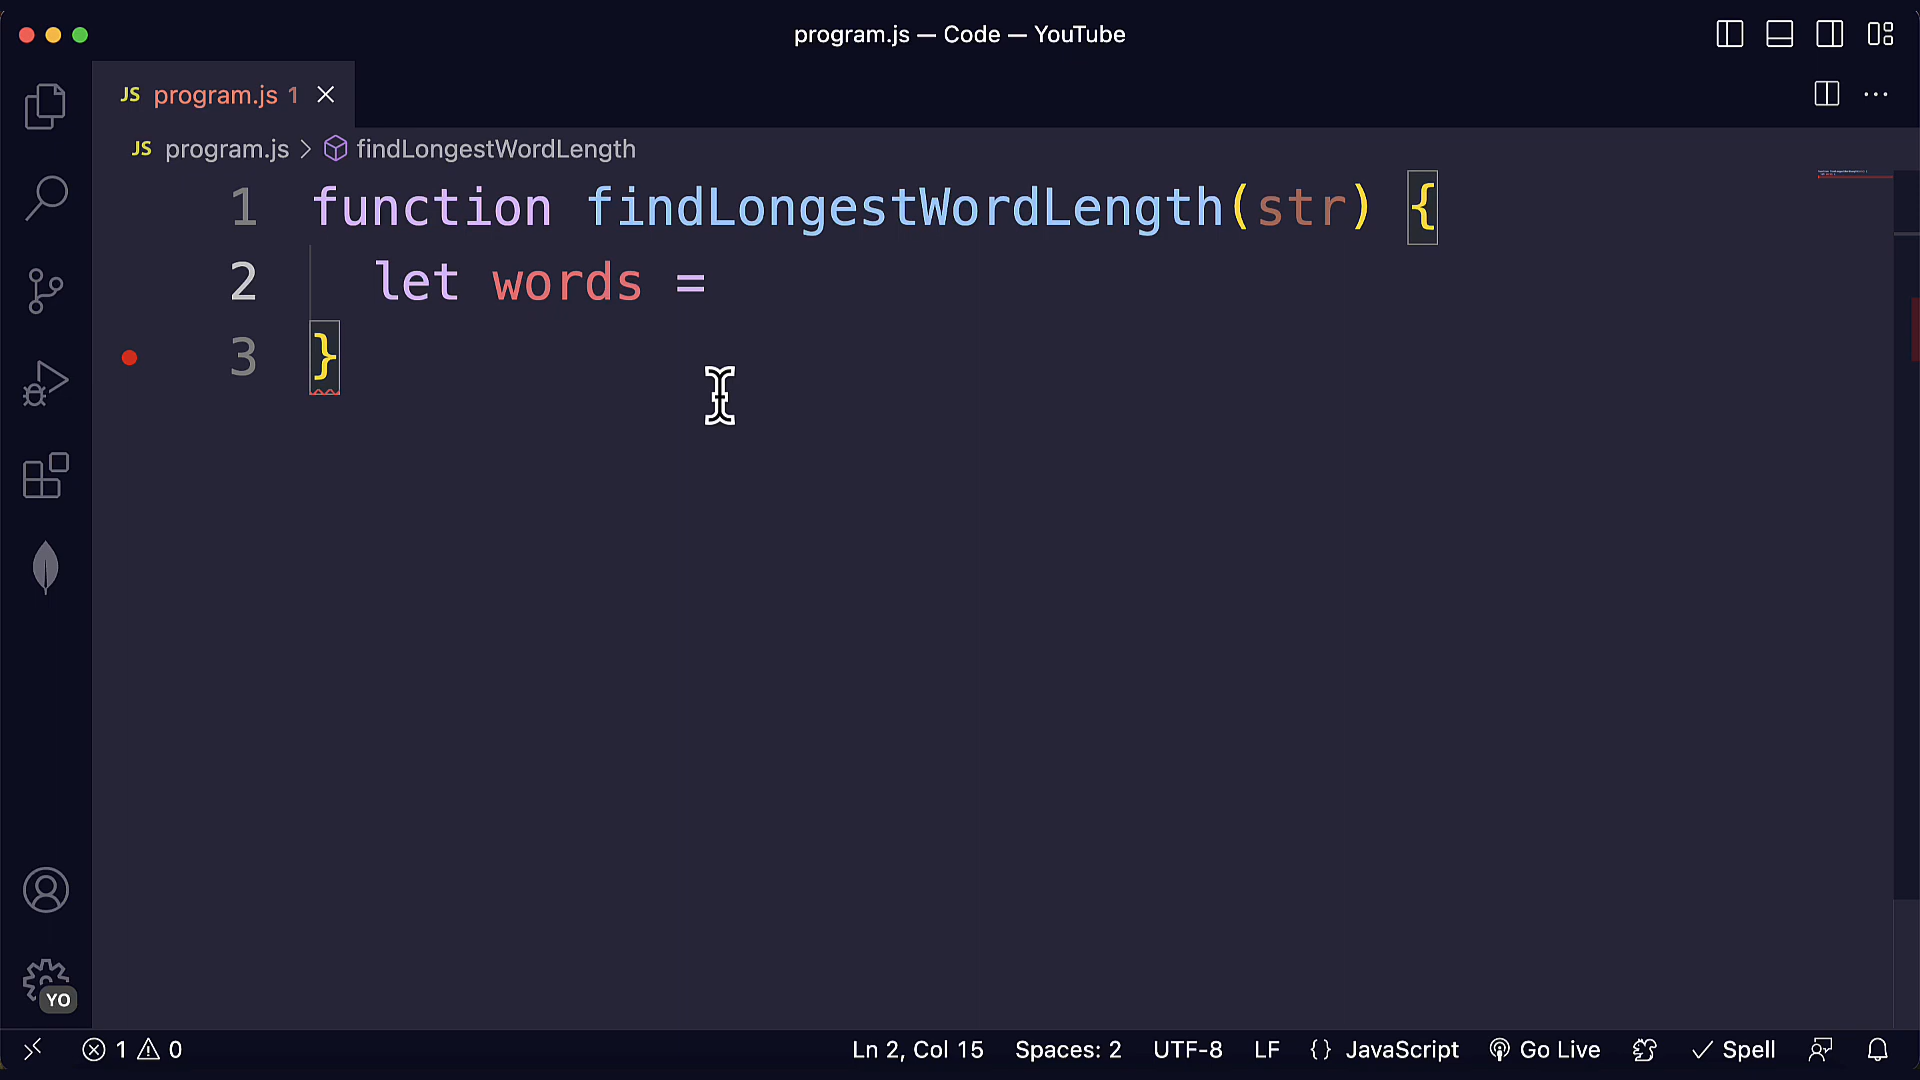 program.js — Code — YouTube
JS program.js 1
JS program.js > findLongestWordLength
1 function findLongestWordLength(str) {
2 let words =
3 }
YO
1 0 Ln 2, Col 15 Spaces: 2 UTF-8 LF {} JavaScript Go Live Spell